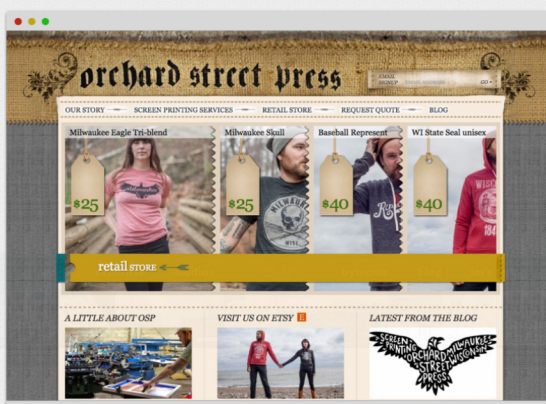 orchard street press
EMAIL
SIGNUP
GO
OUR STORY
SCREEN PRINTING SERVICES
RETAIL STORE
REQUEST QUOTE
BLOG
Milwaukee Eagle Tri-blend
Milwaukee Skull
Baseball Represent
WI State Seal unisex
$25
$25
$40
$40
MILWAUKEE
WISC
retail STORE
A LITTLE ABOUT OSP
VISIT US ON ETSY E
LATEST FROM THE BLOG
SCREEN PRINTING
MILWAUKEE WISCONSIN
ORCHARD
STREET
PRESS